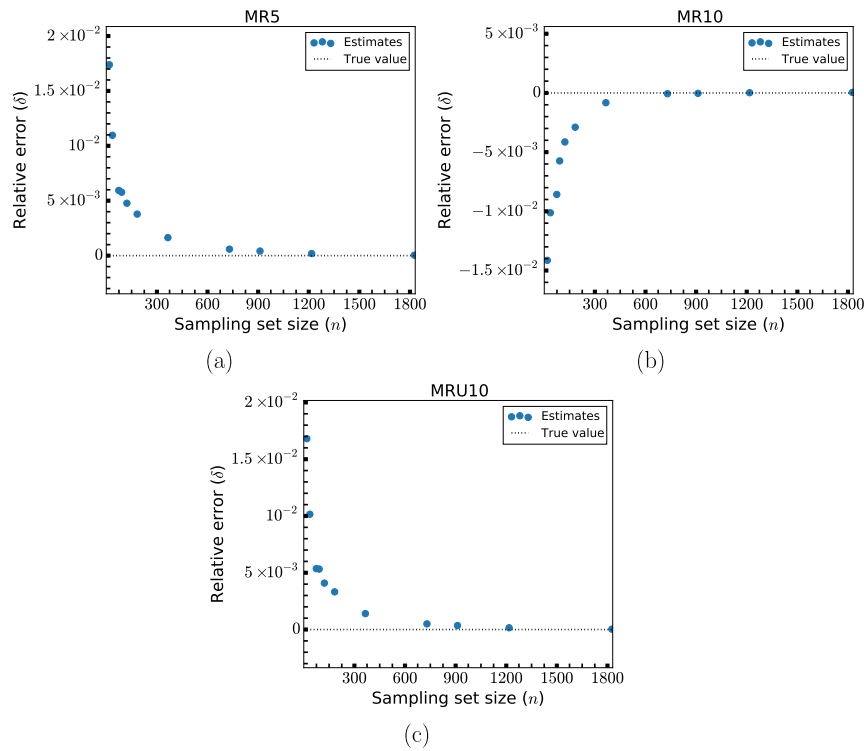 MR5
2 ×10⁻²
1.5 ×10⁻²
10⁻²
5 ×10⁻³
0
Relative error (δ)
Estimates
True value
300 600 900 1200 1500 1800
Sampling set size (n)
(a)
MR10
5 ×10⁻³
0
−5 ×10⁻³
−1 ×10⁻²
−1.5 ×10⁻²
Relative error (δ)
Estimates
True value
300 600 900 1200 1500 1800
Sampling set size (n)
(b)
MRU10
2 ×10⁻²
1.5 ×10⁻²
10⁻²
5 ×10⁻³
0
Relative error (δ)
Estimates
True value
300 600 900 1200 1500 1800
Sampling set size (n)
(c)